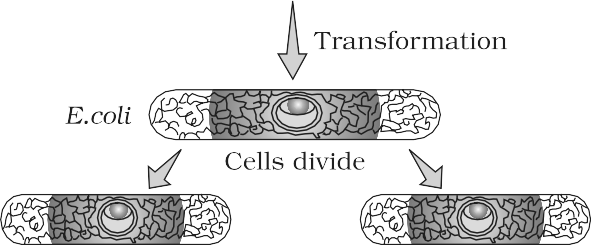 Transformation
E.coli
Cells divide